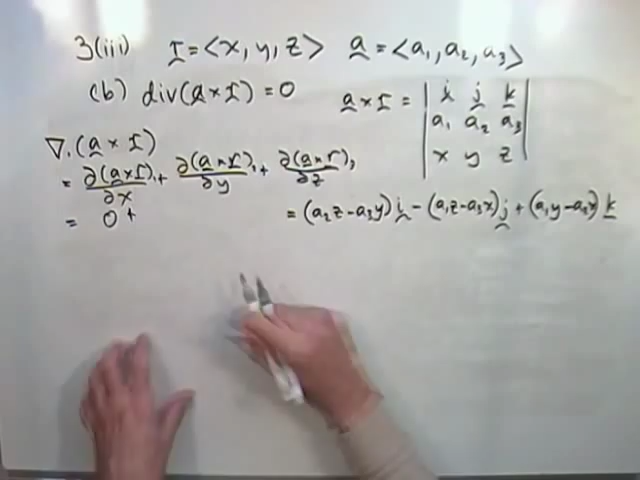 3(iii) r = <x, y, z> a = <a₁, a₂, a₃>
(b) div(a × r) = 0
a × r = | i j k |
| a₁ a₂ a₃ |
| x y z |
∇.(a × r)
= ∂(a×r)₁/∂x + ∂(a×r)₂/∂y + ∂(a×r)₃/∂z
= 0 +
= (a₂z - a₃y) i - (a₁z - a₃x) j + (a₁y - a₂x) k